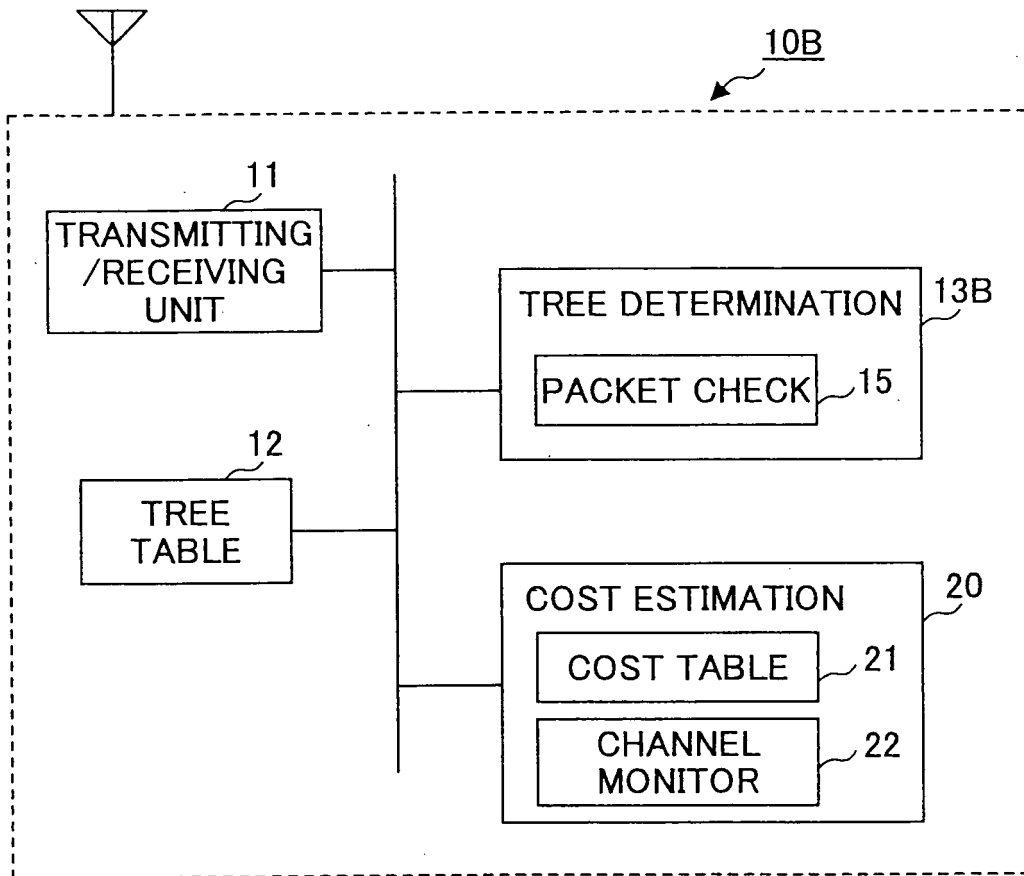 10B
11
TRANSMITTING
/RECEIVING
UNIT
TREE DETERMINATION
13B
PACKET CHECK
15
12
TREE
TABLE
COST ESTIMATION
20
COST TABLE
21
CHANNEL
MONITOR
22